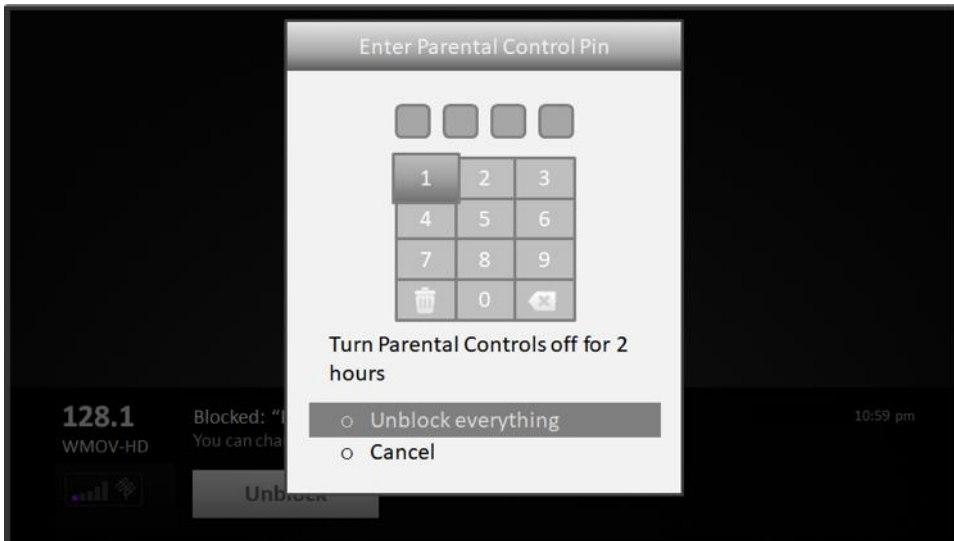 Enter Parental Control Pin
1 2 3
4 5 6
7 8 9
0
Turn Parental Controls off for 2
hours
128.1
Blocked: "
10:59 pm
○ Unblock everything
WMOV-HD
You can
○ Cancel
Unblock